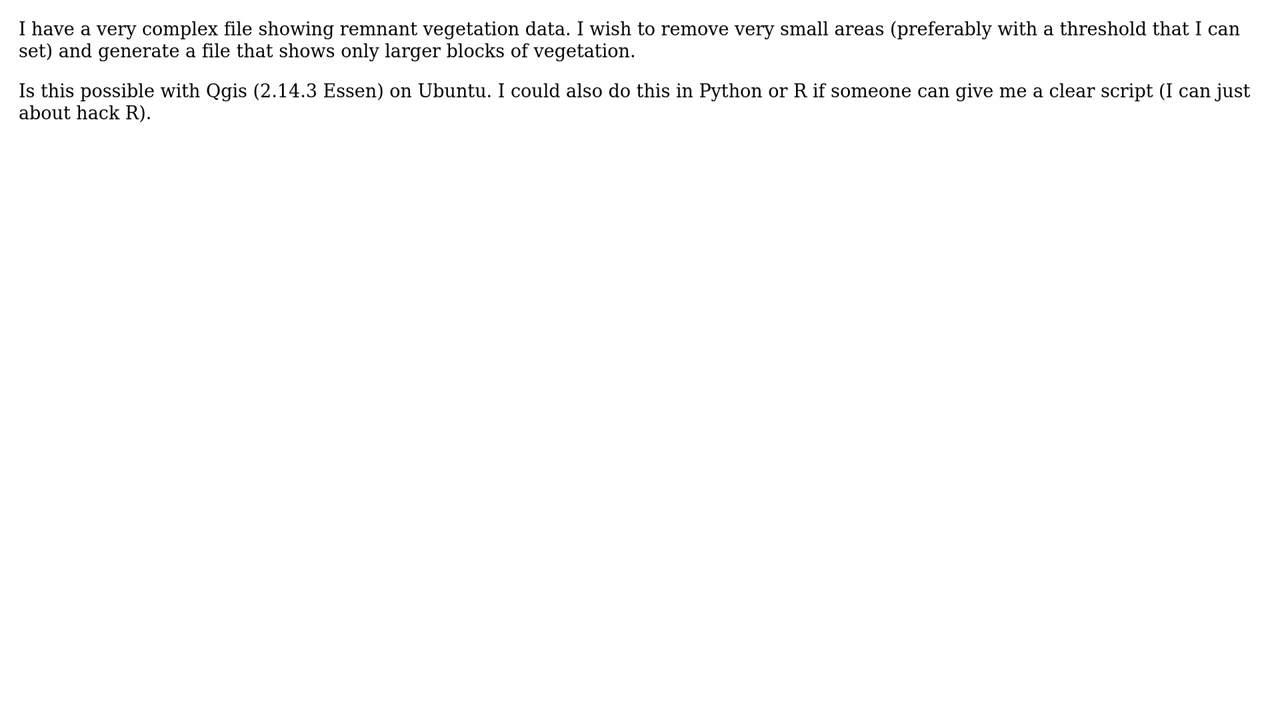 I have a very complex file showing remnant vegetation data. I wish to remove very small areas (preferably with a threshold that I can
set) and generate a file that shows only larger blocks of vegetation.
Is this possible with Qgis (2.14.3 Essen) on Ubuntu. I could also do this in Python or R if someone can give me a clear script (I can just
about hack R).